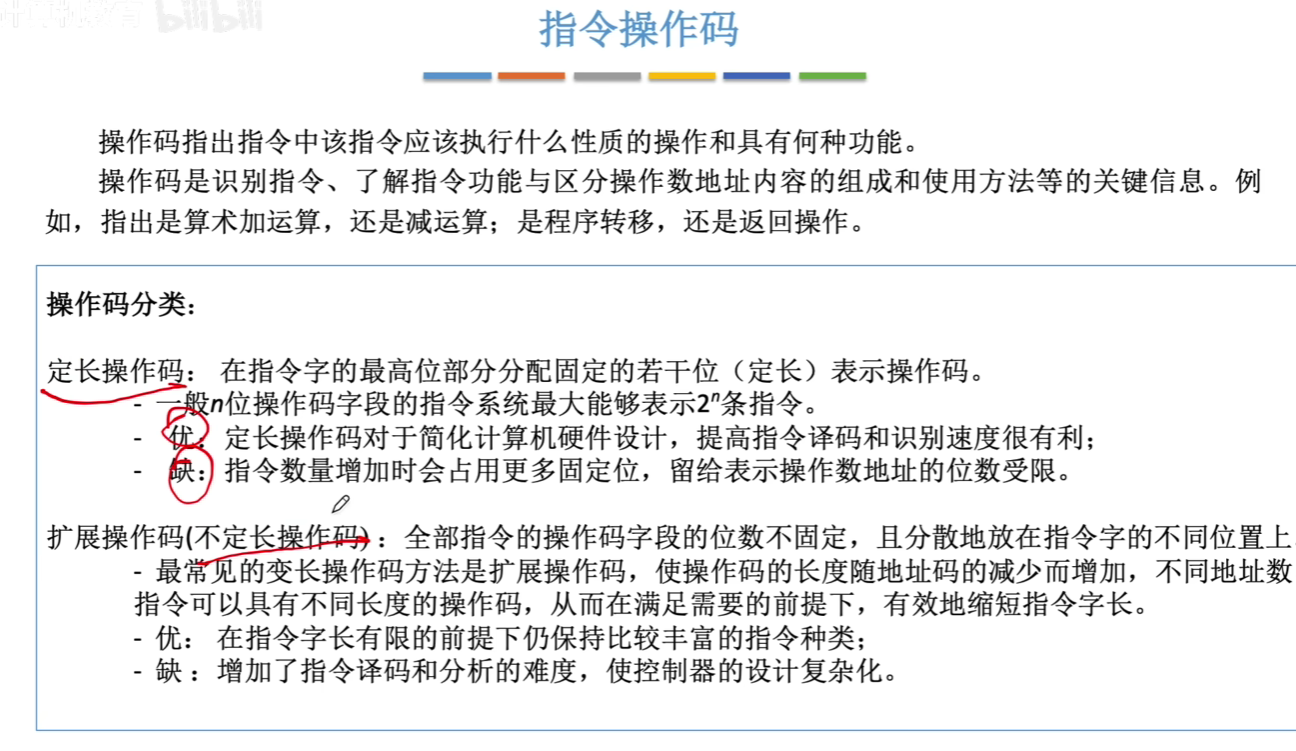 bilibili
指令操作码
操作码指出指令中该指令应该执行什么性质的操作和具有何种功能。
操作码是识别指令、了解指令功能与区分操作数地址内容的组成和使用方法等的关键信息。例
如，指出是算术加运算，还是减运算；是程序转移，还是返回操作。
操作码分类：
定长操作码： 在指令字的最高位部分分配固定的若干位（定长）表示操作码。
- 一般n位操作码字段的指令系统最大能够表示2ⁿ条指令。
- 优：定长操作码对于简化计算机硬件设计，提高指令译码和识别速度很有利；
- 缺：指令数量增加时会占用更多固定位，留给表示操作数地址的位数受限。
扩展操作码(不定长操作码)：全部指令的操作码字段的位数不固定，且分散地放在指令字的不同位置上
- 最常见的变长操作码方法是扩展操作码，使操作码的长度随地址码的减少而增加，不同地址数
指令可以具有不同长度的操作码，从而在满足需要的前提下，有效地缩短指令字长。
- 优： 在指令字长有限的前提下仍保持比较丰富的指令种类；
- 缺 ：增加了指令译码和分析的难度，使控制器的设计复杂化。